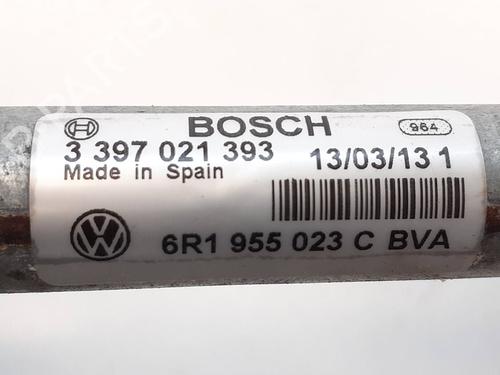 BOSCH 964
3 397 021 393 13/03/13 1
Made in Spain
6R1 955 023 C BVA